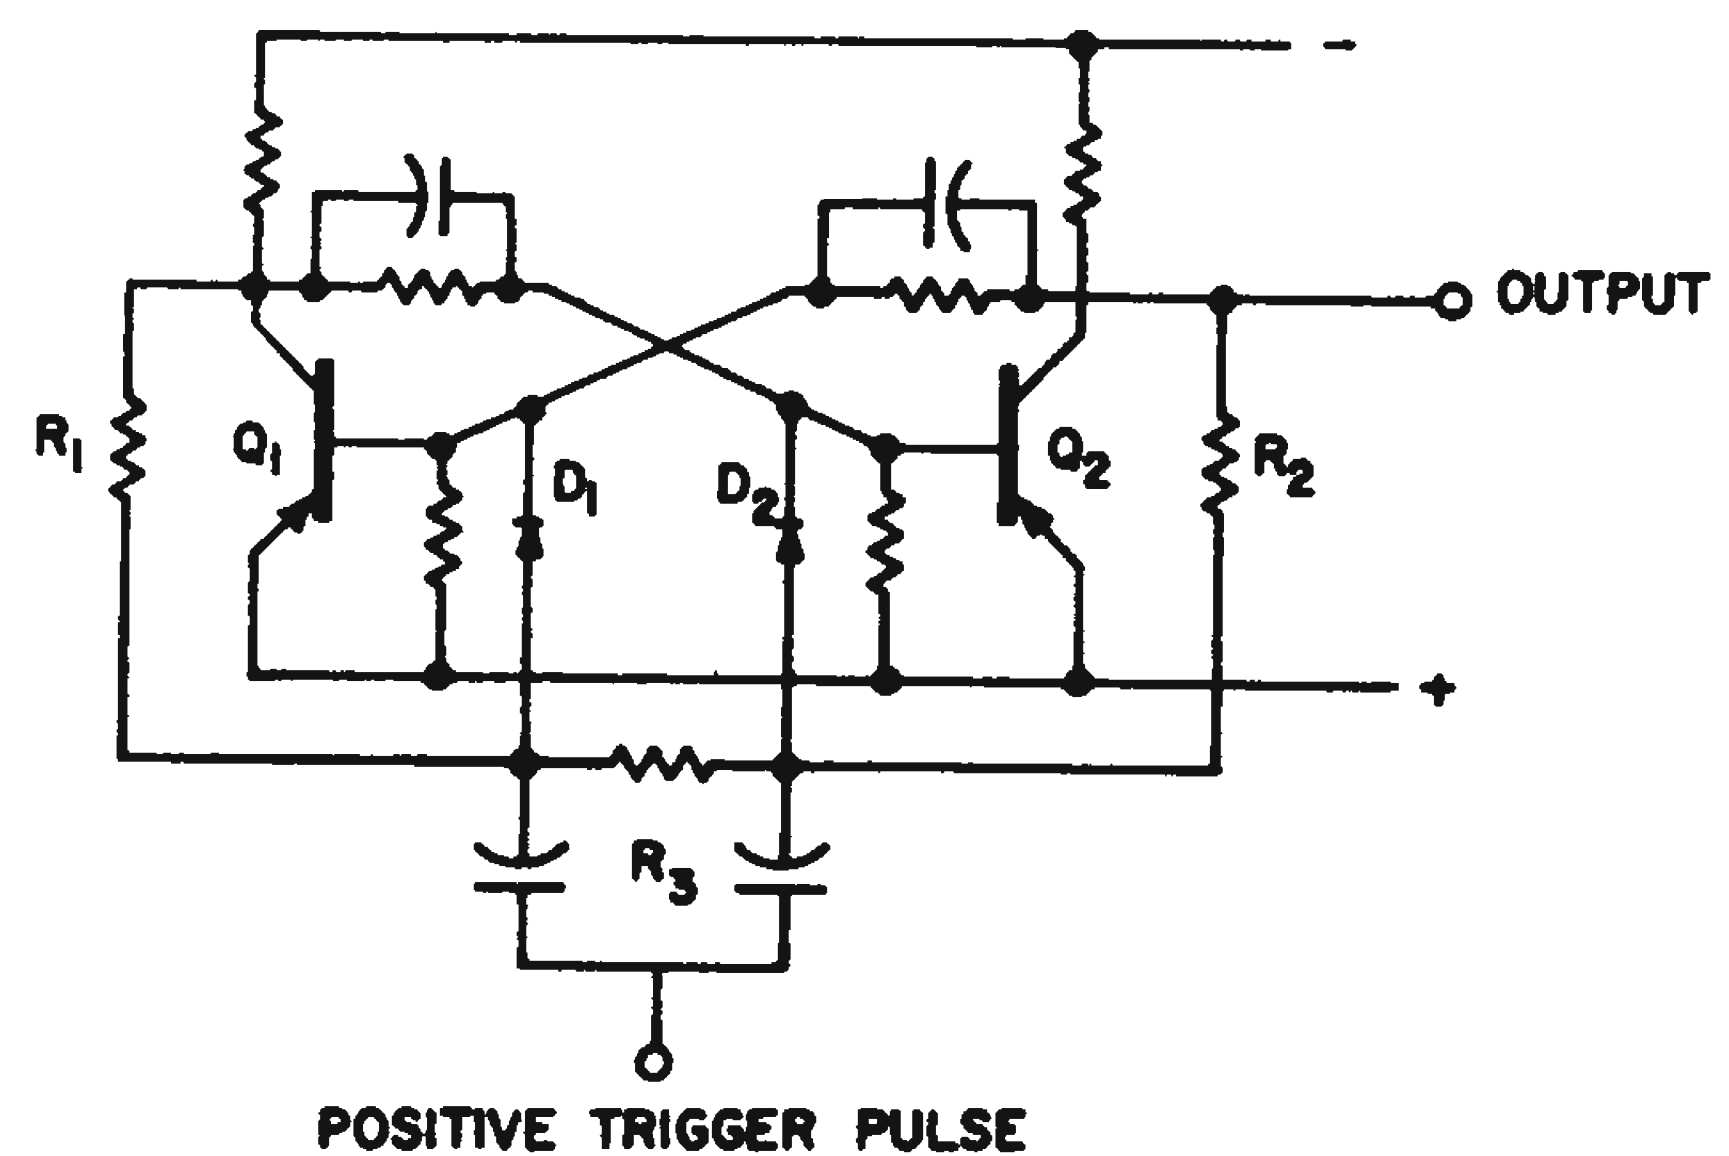 -
OUTPUT
R1
Q1
D1
D2
Q2
R2
+
R3
POSITIVE TRIGGER PULSE